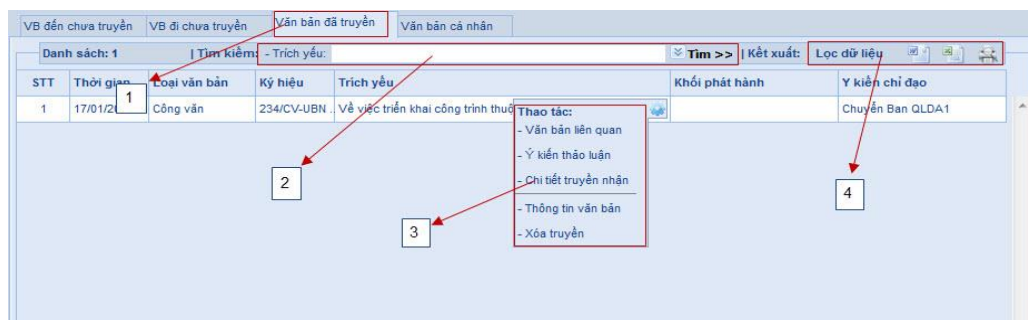 VB đến chưa truyền VB đi chưa truyền Văn bản đã truyền Văn bản cá nhân
Danh sách: 1 | Tìm kiếm: - Trích yếu: Tìm >> | Kết xuất: Lọc dữ liệu
STT Thời gian Loại văn bản Ký hiệu Trích yếu Khối phát hành Ý kiến chỉ đạo
1 17/01/20 Công văn 234/CV-UBN .. Về việc triển khai công trình thuộ Chuyển Ban QLDA1
Thao tác:
- Văn bản liên quan
- Ý kiến thảo luận
- Chi tiết truyền nhận
- Thông tin văn bản
- Xóa truyền
1
2
3
4